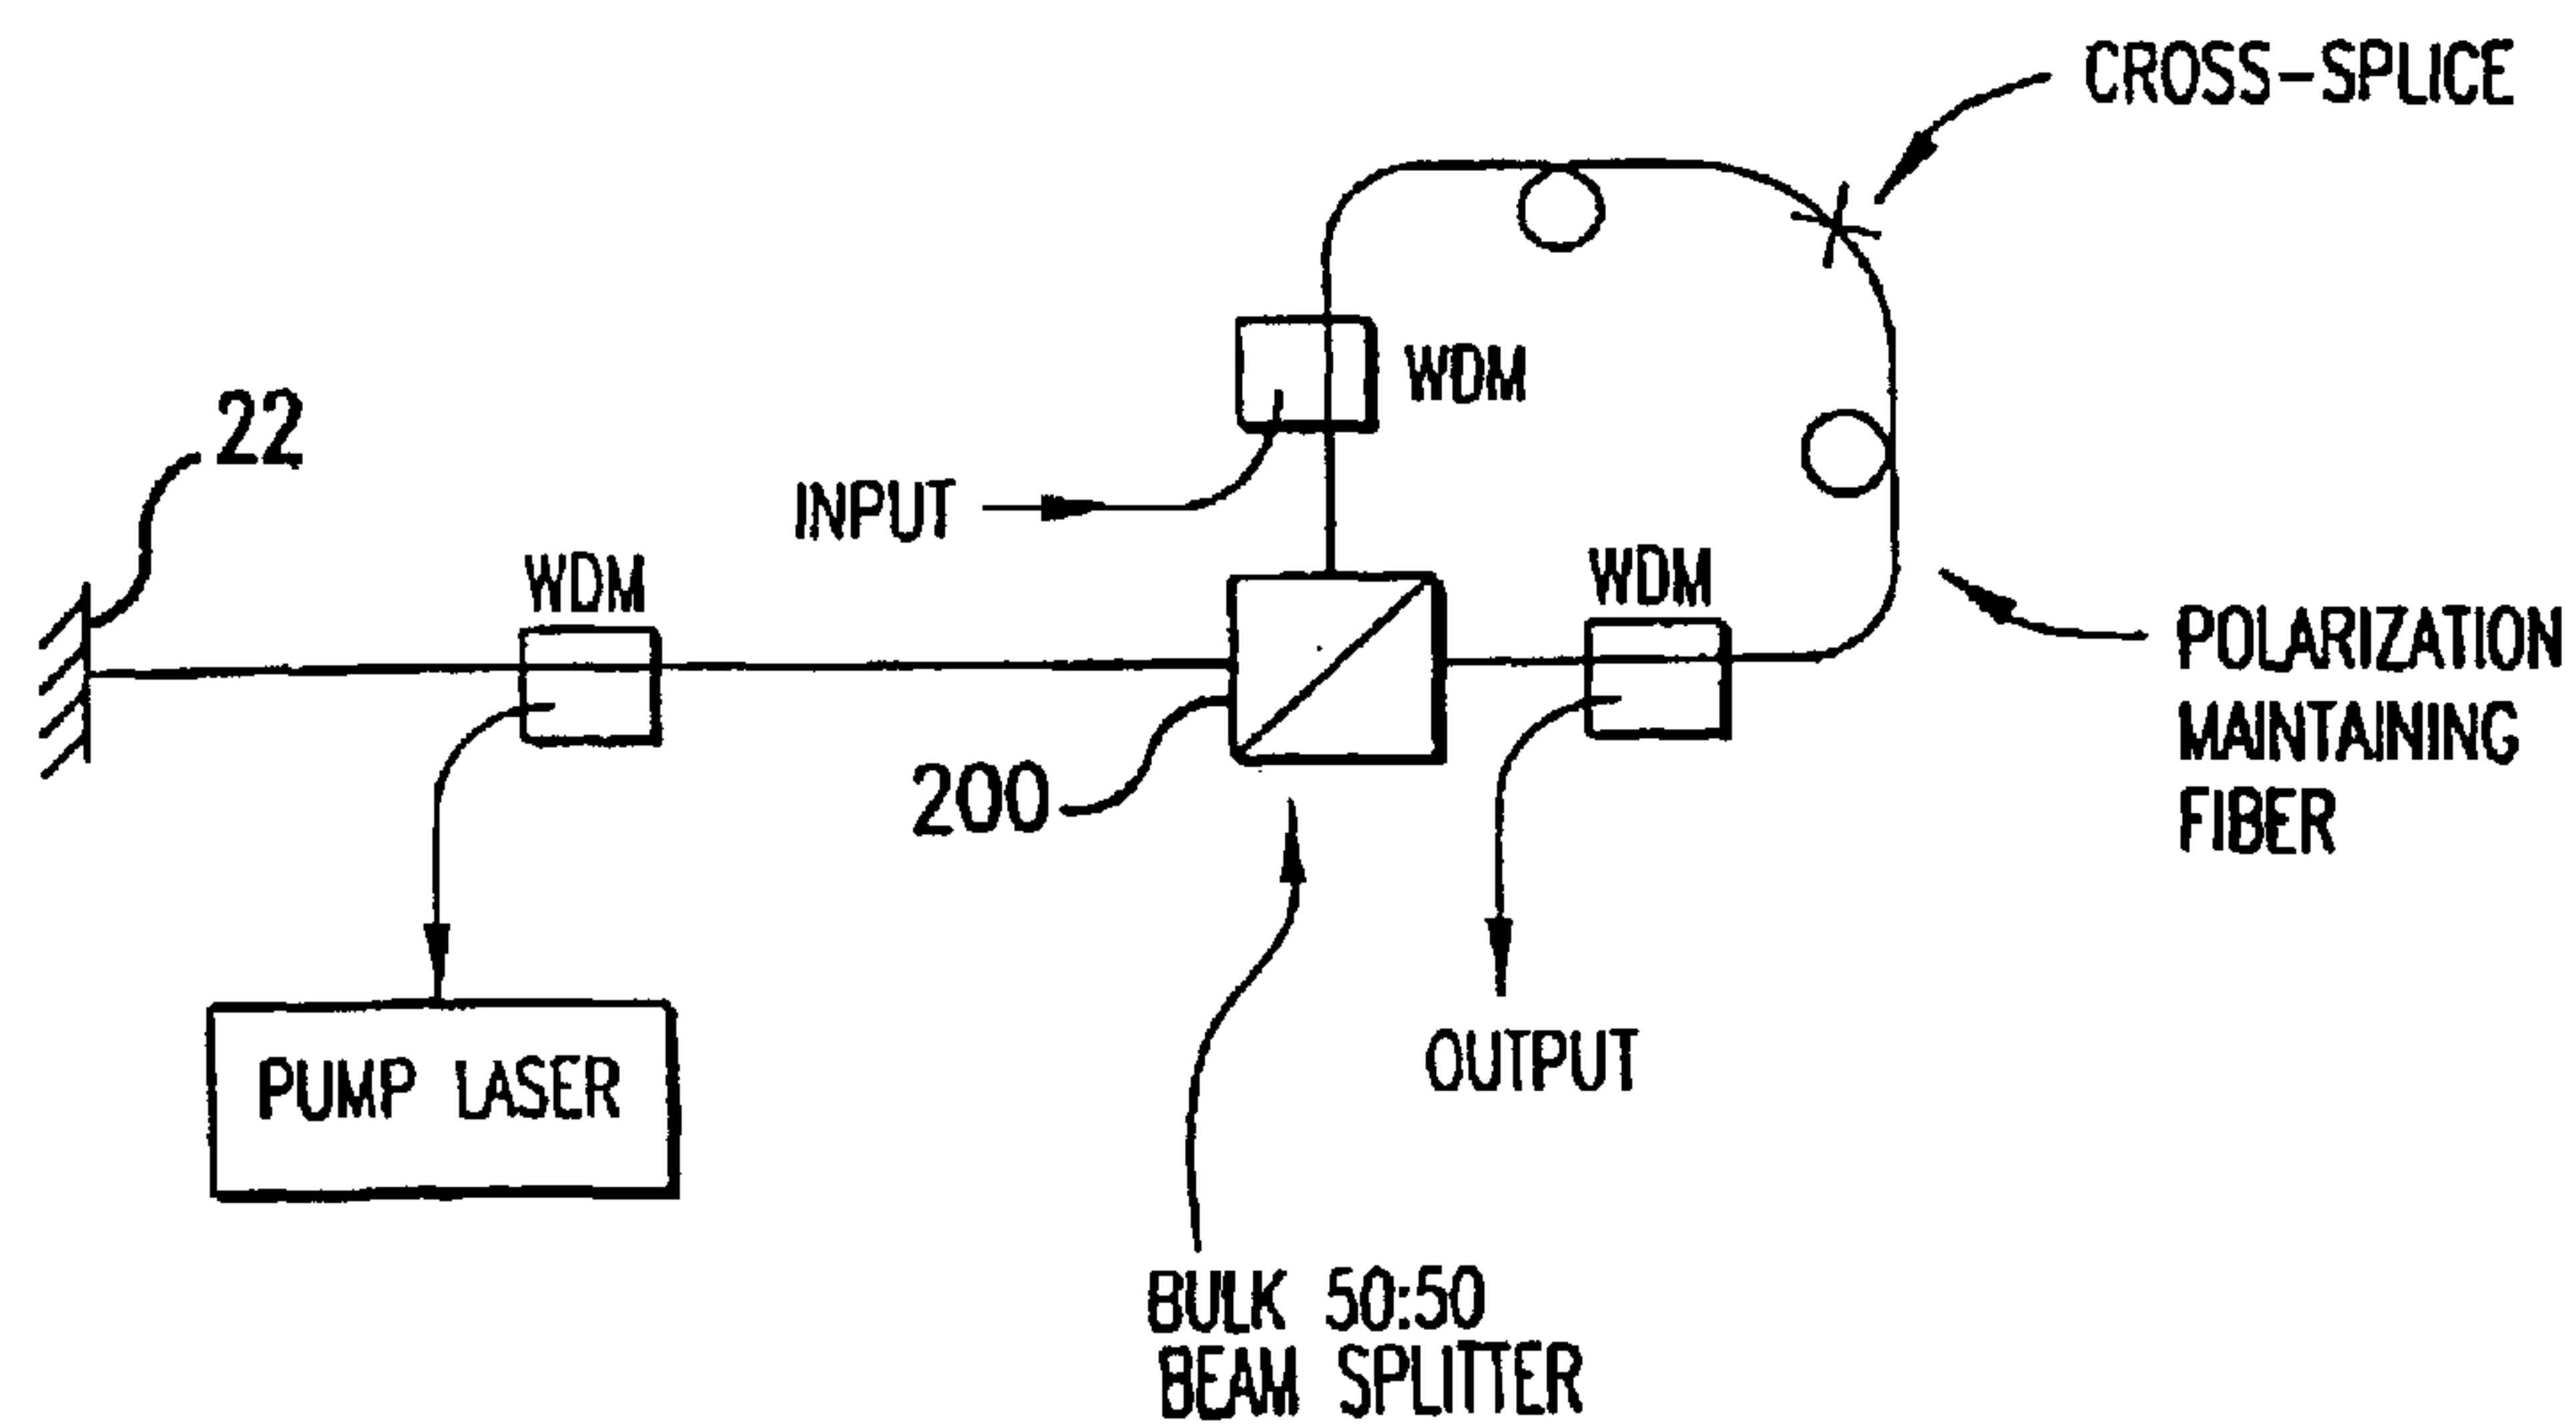 CROSS-SPLICE
22
WDM
INPUT
WDM
WDM
POLARIZATION
MAINTAINING
FIBER
200
PUMP LASER
OUTPUT
BULK 50:50
BEAM SPLITTER